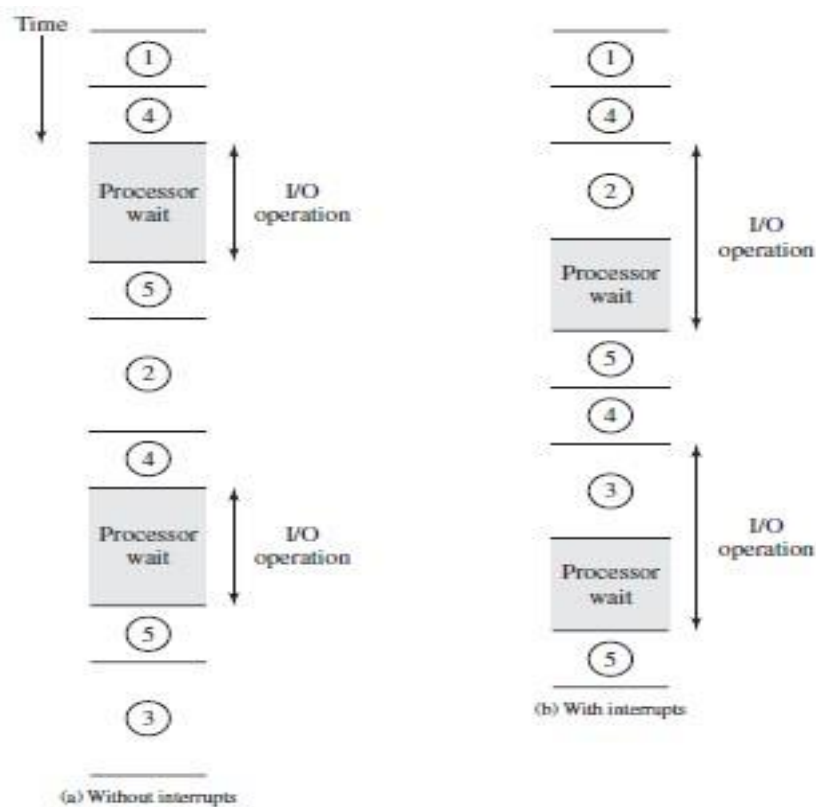 Time
1
4
Processor
wait
I/O
operation
5
2
4
Processor
wait
I/O
operation
5
3
(a) Without interrupts
1
4
2
I/O
operation
Processor
wait
5
4
3
I/O
operation
Processor
wait
5
(b) With interrupts